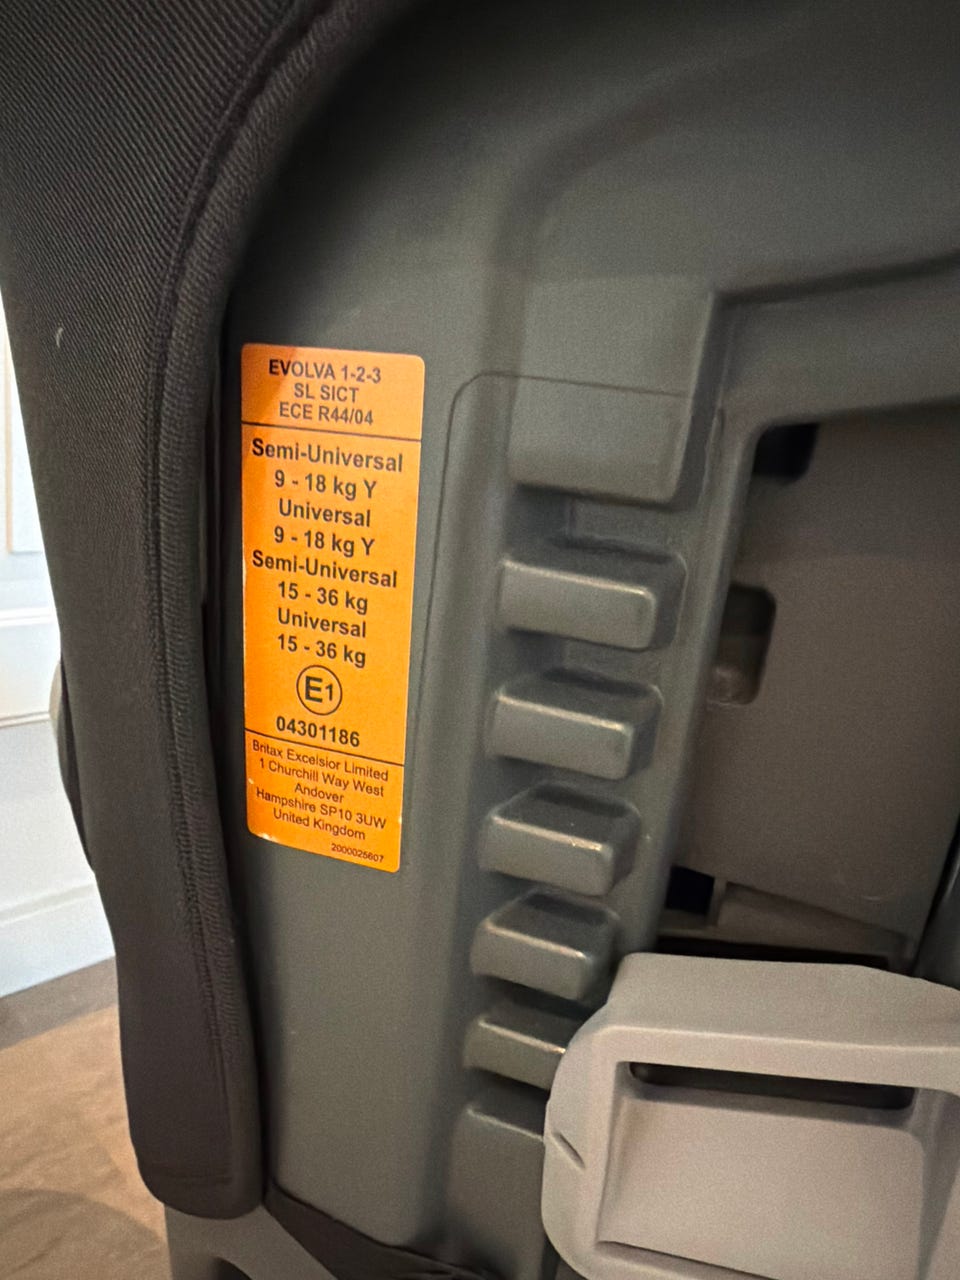 EVOLVA 1-2-3
SL SICT
ECE R44/04
Semi-Universal
9 - 18 kg Y
Universal
9 - 18 kg Y
Semi-Universal
15 - 36 kg
Universal
15 - 36 kg
E1
04301186
Britax Excelsior Limited
1 Churchill Way West
Andover
Hampshire SP10 3UW
United Kingdom
2000025607